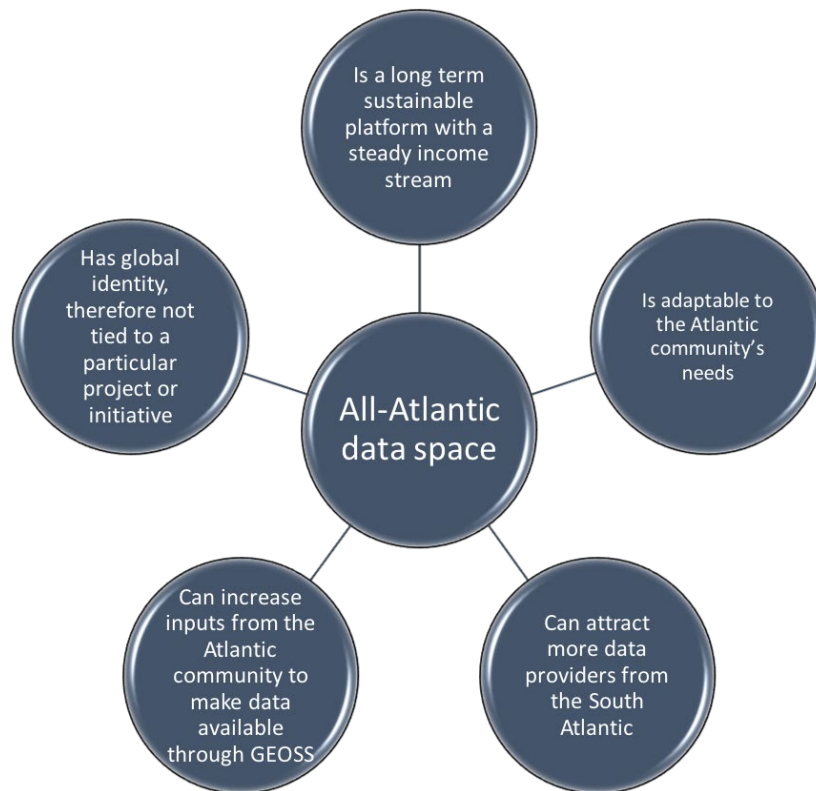 Is a long term
sustainable
platform with a
steady income
stream
Has global
identity,
therefore not
tied to a
particular
project or
initiative
Is adaptable to
the Atlantic
community’s
needs
All-Atlantic
data space
Can increase
inputs from the
Atlantic
community to
make data
available
through GEOSS
Can attract
more data
providers from
the South
Atlantic